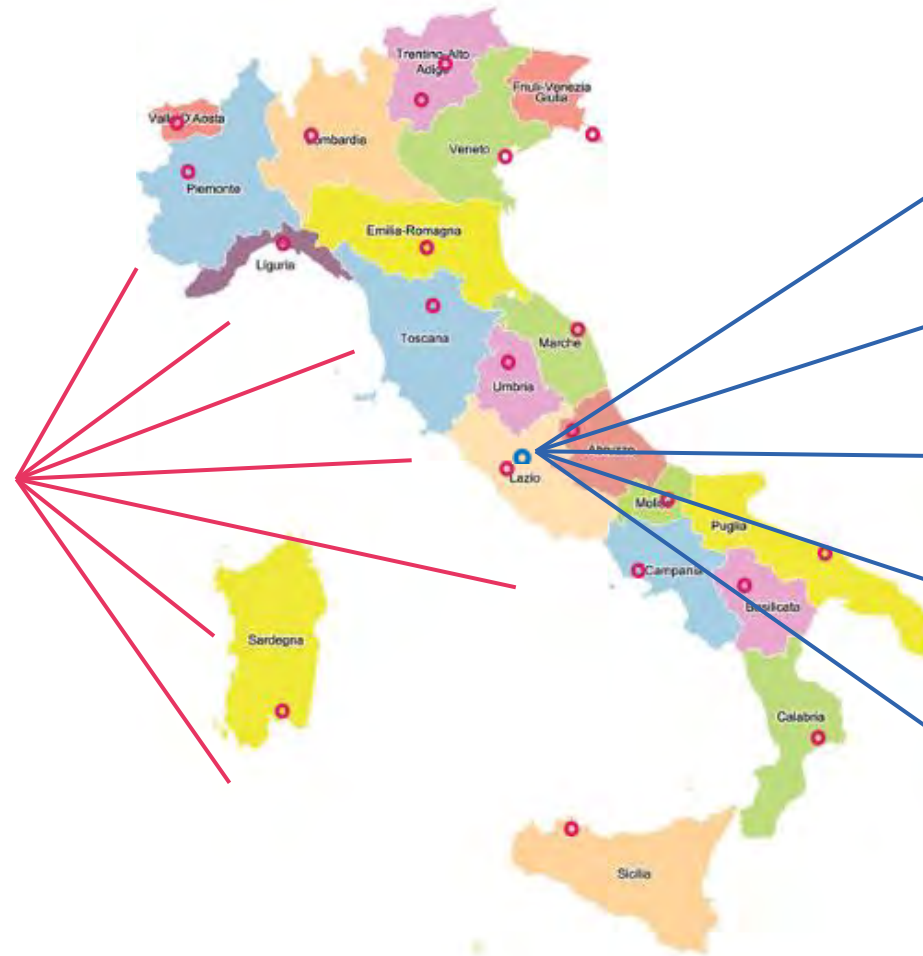 Trentino-Alto
Adige
Friuli-Venezia
Giulia
Valle D'Aosta
Lombardia
Veneto
Piemonte
Emilia-Romagna
Liguria
Toscana
Marche
Umbria
Abruzzo
Lazio
Molise
Puglia
Campania
Basilicata
Sardegna
Calabria
Sicilia